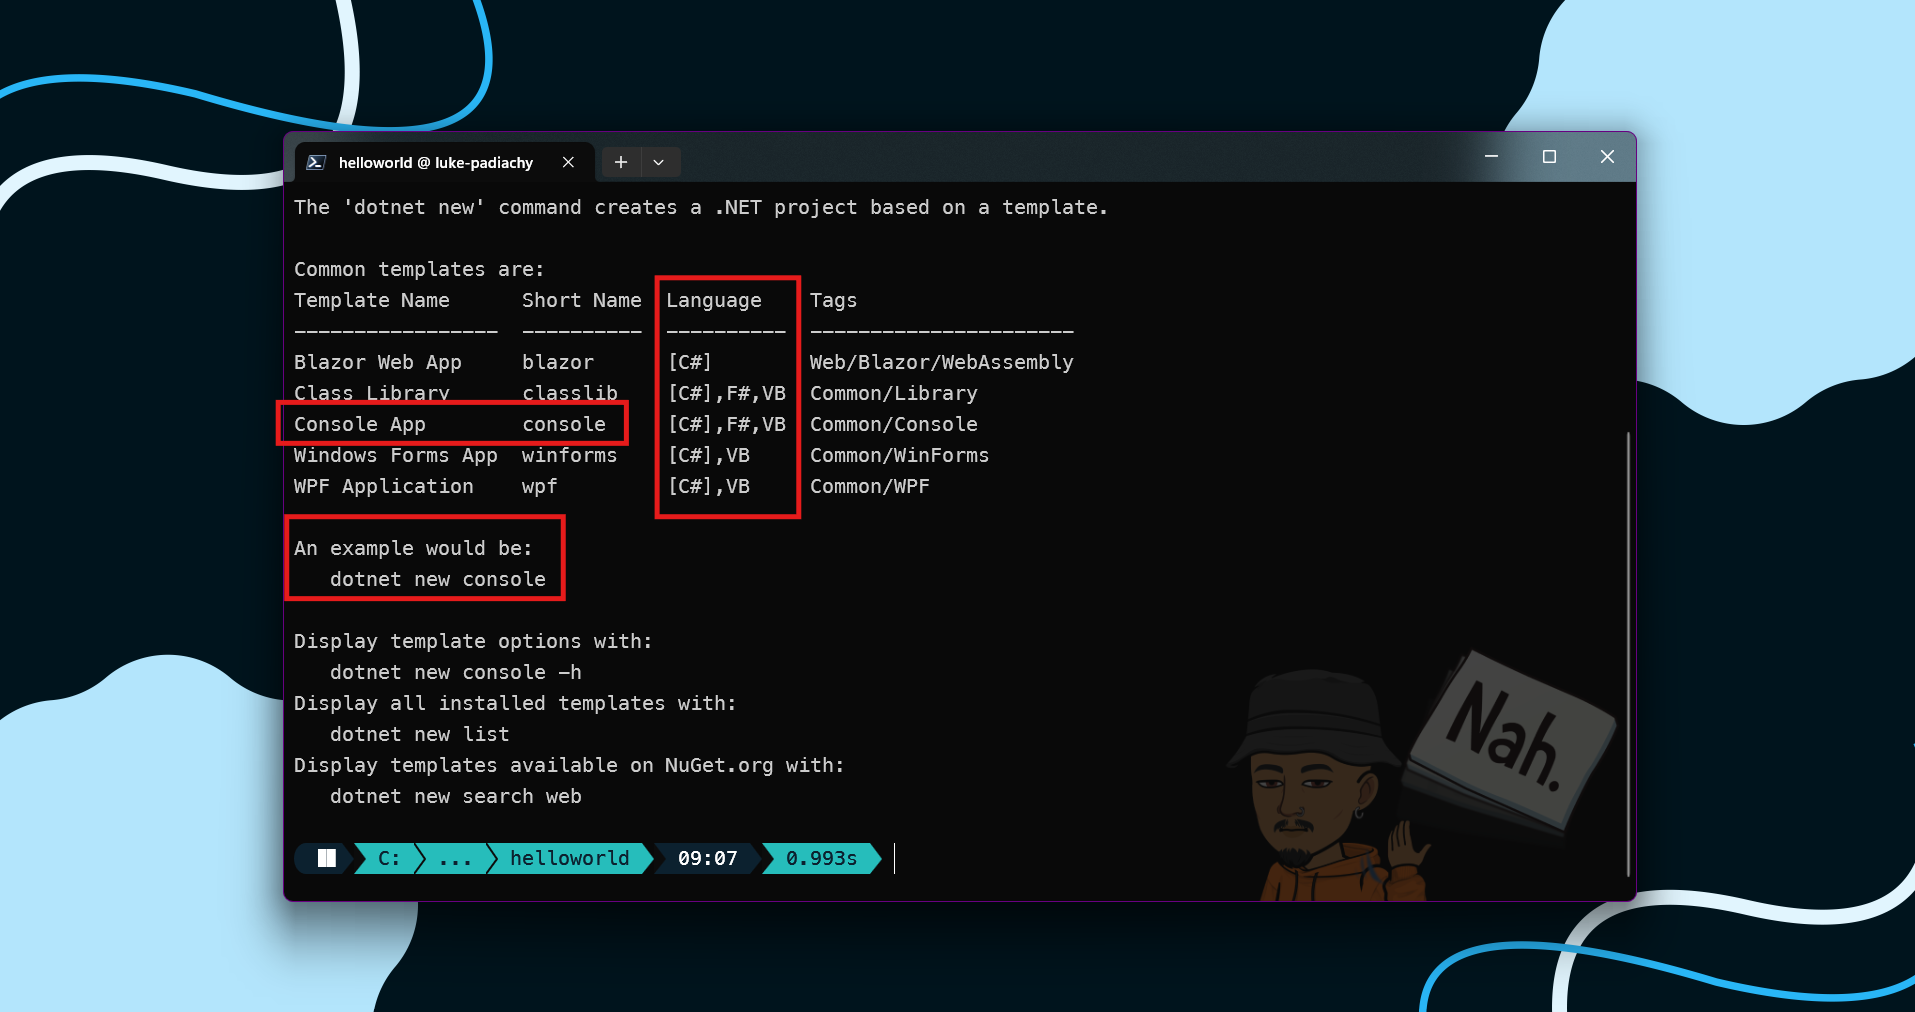 helloworld @ luke-padiachy
The 'dotnet new' command creates a .NET project based on a template.
Common templates are:
Template Name Short Name Language Tags
----------------- ---------- ---------- ----------------------
Blazor Web App blazor [C#] Web/Blazor/WebAssembly
Class Library classlib [C#],F#,VB Common/Library
Console App console [C#],F#,VB Common/Console
Windows Forms App winforms [C#],VB Common/WinForms
WPF Application wpf [C#],VB Common/WPF
An example would be:
dotnet new console
Display template options with:
dotnet new console -h
Display all installed templates with:
dotnet new list
Display templates available on NuGet.org with:
dotnet new search web
Nah.
C: ... helloworld 09:07 0.993s